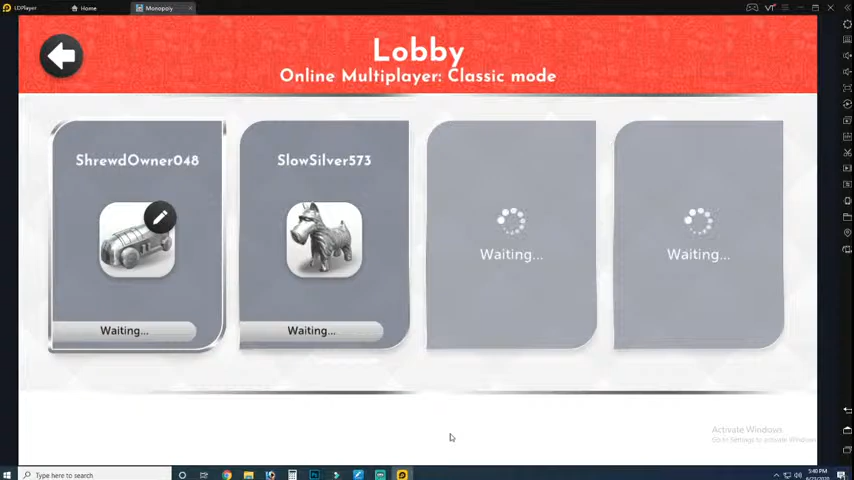 LDPlayer
Home
Monopoly
Lobby
Online Multiplayer: Classic mode
ShrewdOwner048
SlowSilver573
Waiting...
Waiting...
Waiting...
Waiting...
Activate Windows
Go to Settings to activate Windows.
Type here to search
5:40 PM